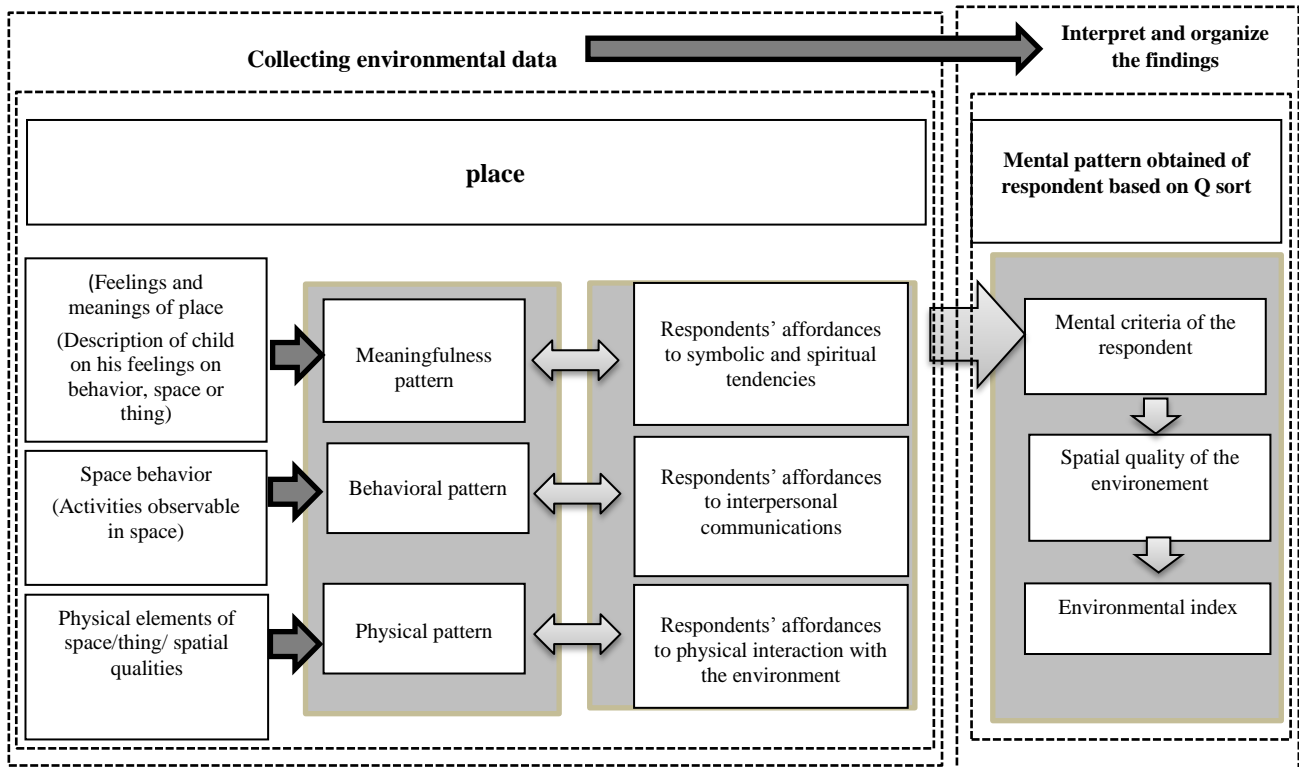 Collecting environmental data
Interpret and organize
the findings
place
Mental pattern obtained of
respondent based on Q sort
(Feelings and
meanings of place
(Description of child
on his feelings on
behavior, space or
thing)
Meaningfulness
pattern
Respondents’ affordances
to symbolic and spiritual
tendencies
Mental criteria of the
respondent
Space behavior
(Activities observable
in space)
Behavioral pattern
Respondents’ affordances
to interpersonal
communications
Spatial quality of the
environement
Physical elements of
space/thing/ spatial
qualities
Physical pattern
Respondents’ affordances
to physical interaction with
the environment
Environmental index